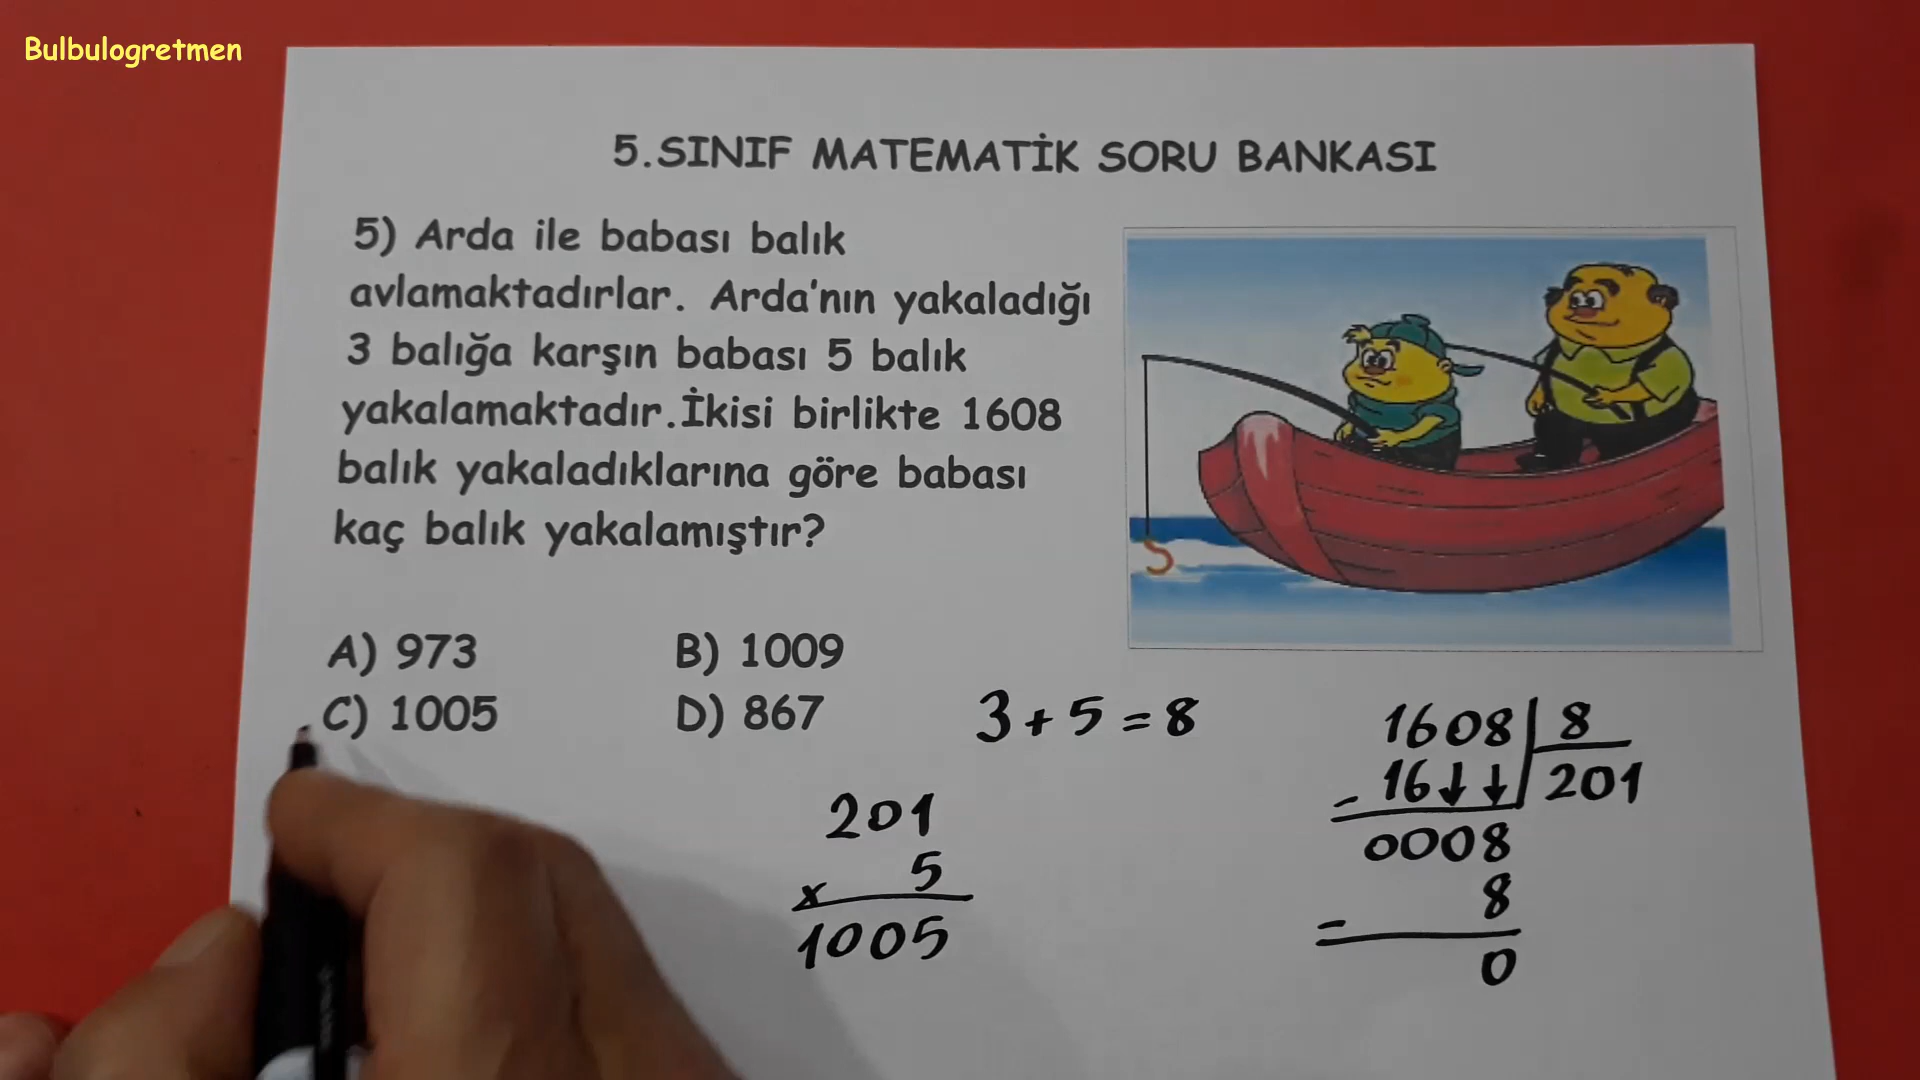 Bulbulogretmen
5.SINIF MATEMATİK SORU BANKASI
5) Arda ile babası balık
avlamaktadırlar. Arda'nın yakaladığı
3 balığa karşın babası 5 balık
yakalamaktadır.İkisi birlikte 1608
balık yakaladıklarına göre babası
kaç balık yakalamıştır?
A) 973 B) 1009
C) 1005 D) 867
3+5=8
201
x 5
1005
1608 8
- 16↓↓ 201
0008
8
0